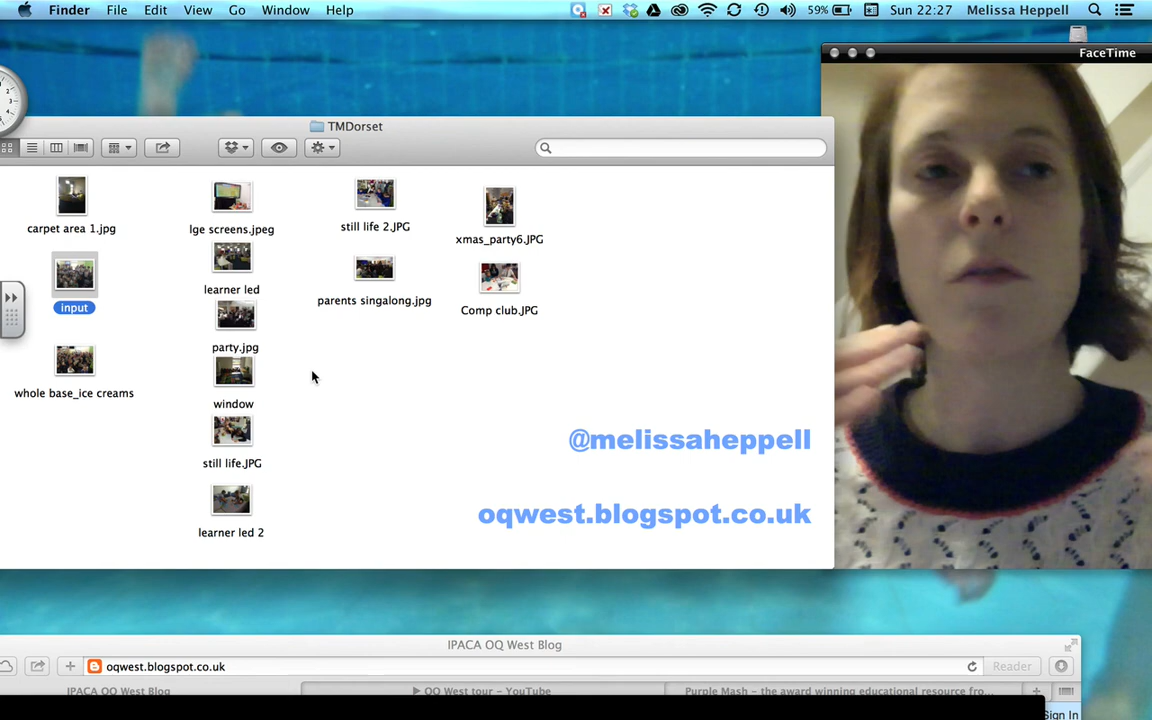 Finder File Edit View Go Window Help 59% Sun 22:27 Melissa Heppell
FaceTime
TMDorset
carpet area 1.jpg
lge screens.jpeg
still life 2.JPG
xmas_party6.JPG
input
learner led
parents singalong.jpg
Comp club.JPG
party.jpg
whole base_ice creams
window
still life.JPG
learner led 2
@melissaheppell
oqwest.blogspot.co.uk
IPACA OQ West Blog
oqwest.blogspot.co.uk
Reader
IPACA OQ West Blog
OQ West tour – YouTube
Purple Mash – the award winning educational resource fro...
Sign In